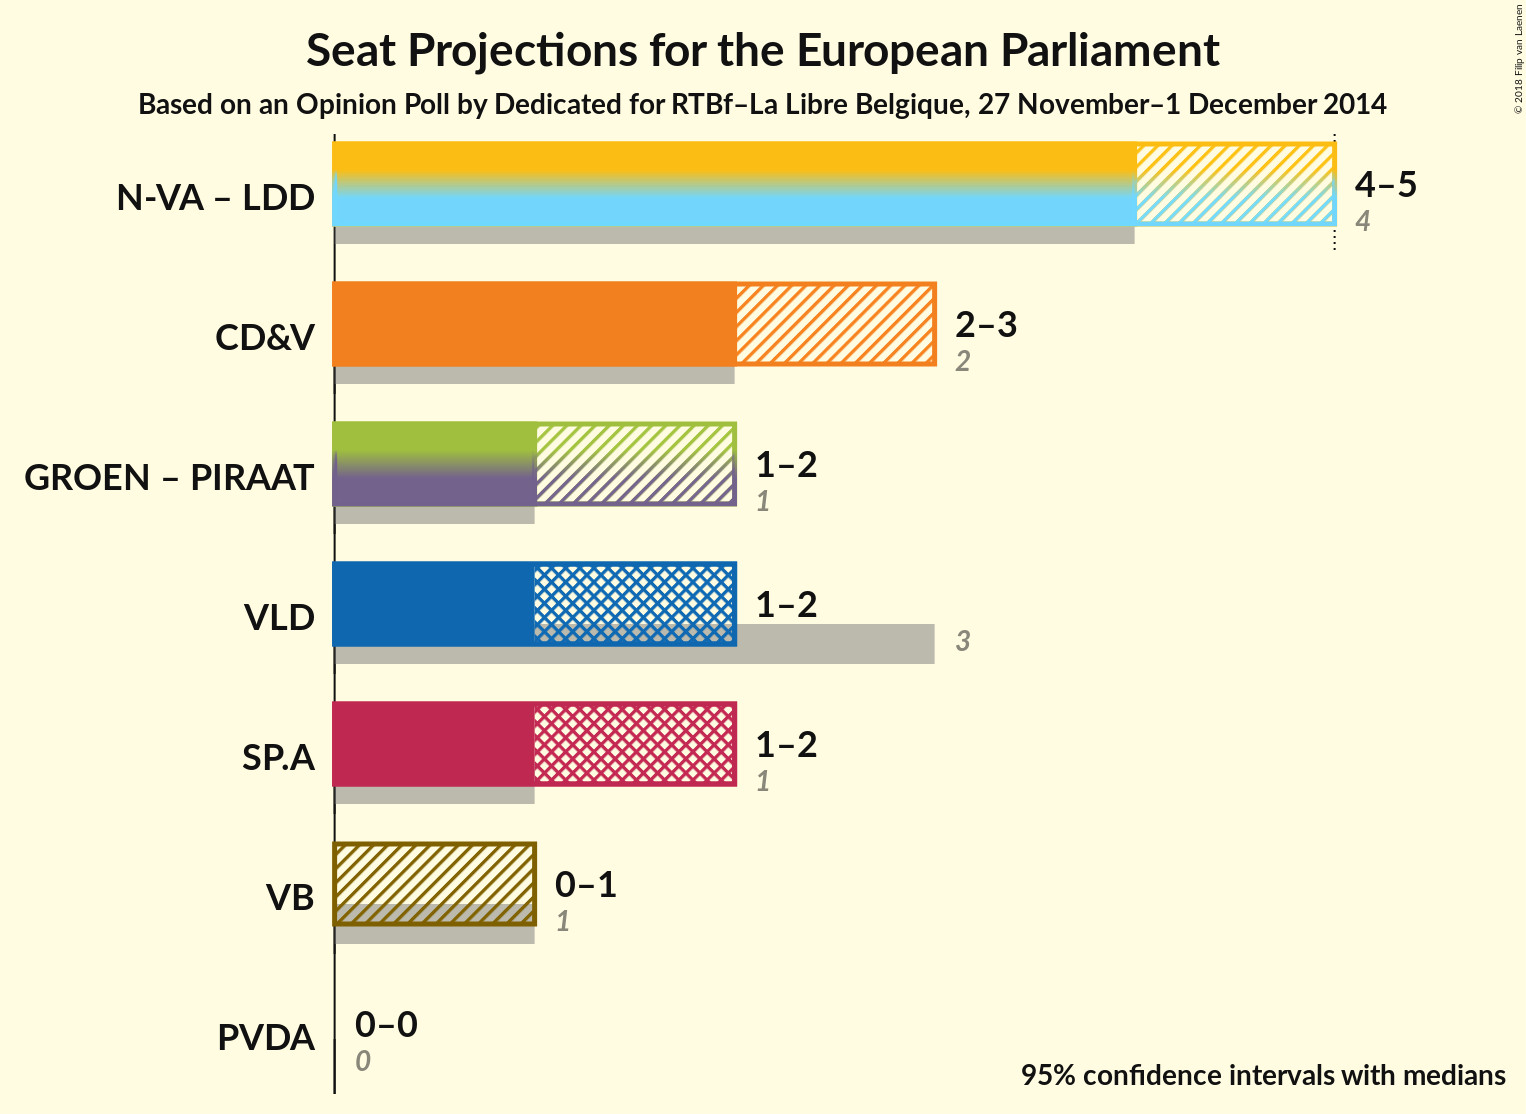 Seat Projections for the European Parliament
Based on an Opinion Poll by Dedicated for RTBf–La Libre Belgique, 27 November–1 December 2014
© 2018 Filip van Laenen
N-VA – LDD
4–5
4
CD&V
2–3
2
GROEN – PIRAAT
1–2
1
VLD
1–2
3
SP.A
1–2
1
VB
0–1
1
PVDA
0–0
0
95% confidence intervals with medians